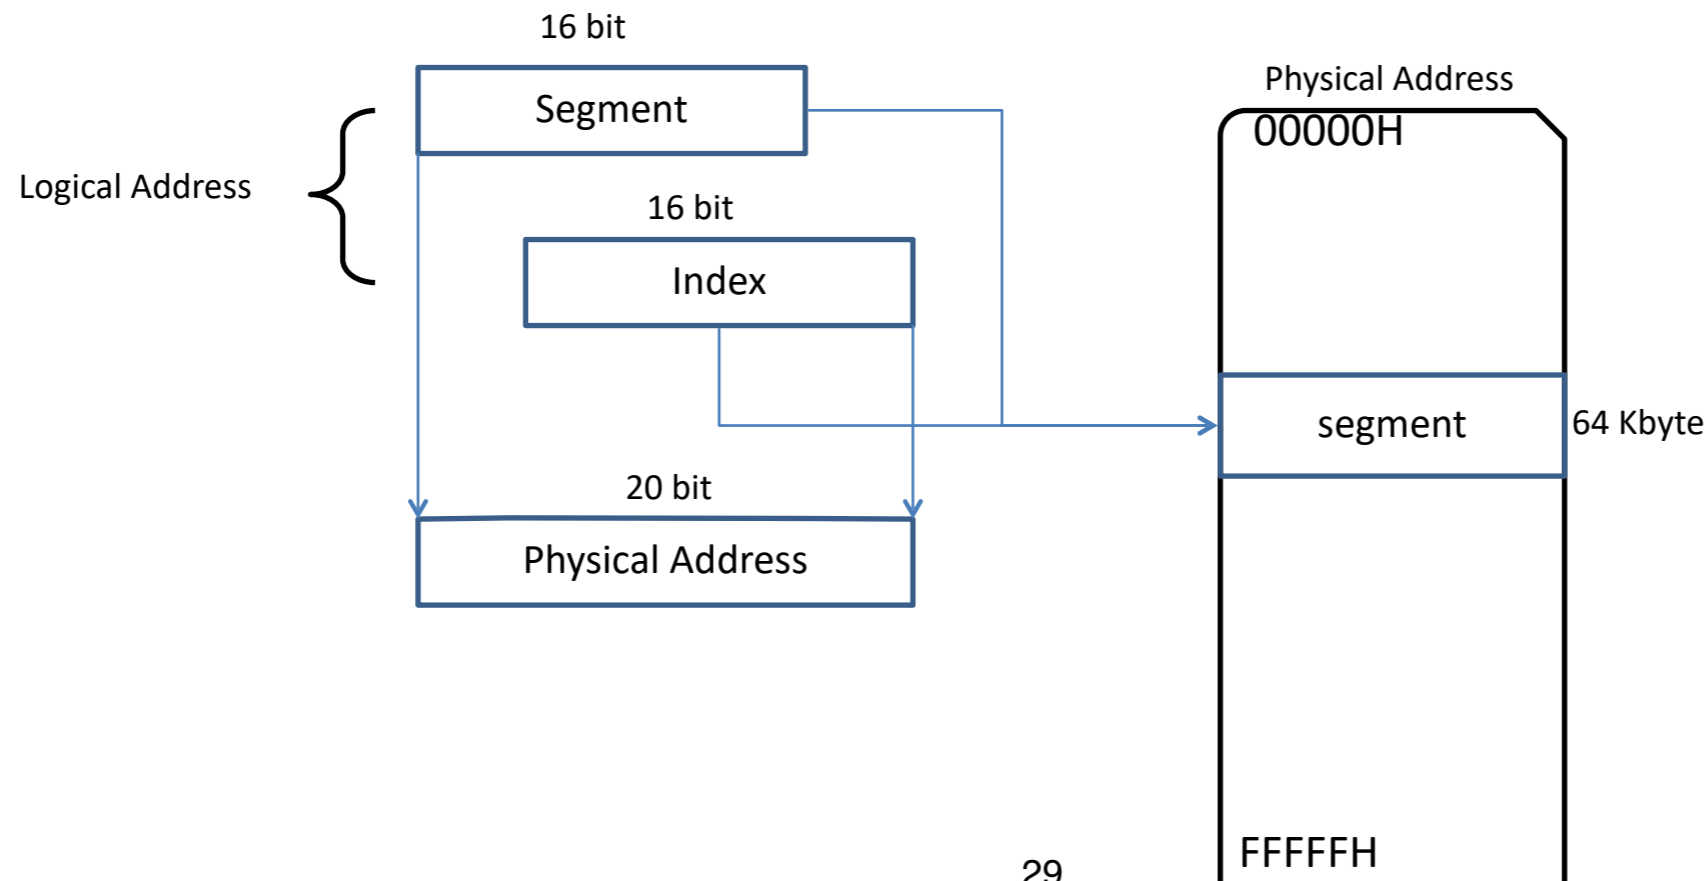 16 bit
Segment
Logical Address
16 bit
Index
20 bit
Physical Address
Physical Address
00000H
segment
64 Kbyte
FFFFFH
29